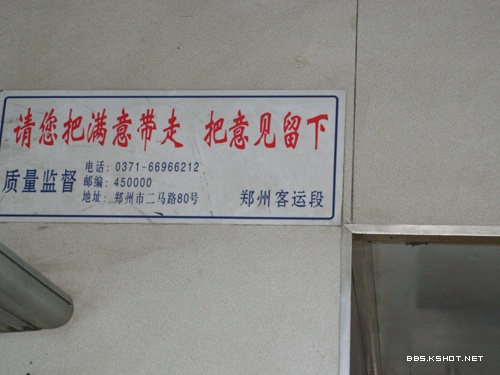 请您把满意带走 把意见留下
质量监督
电话: 0371-66966212
邮编: 450000
地址: 郑州市二马路80号
郑州客运段
BBS.KSHOT.NET